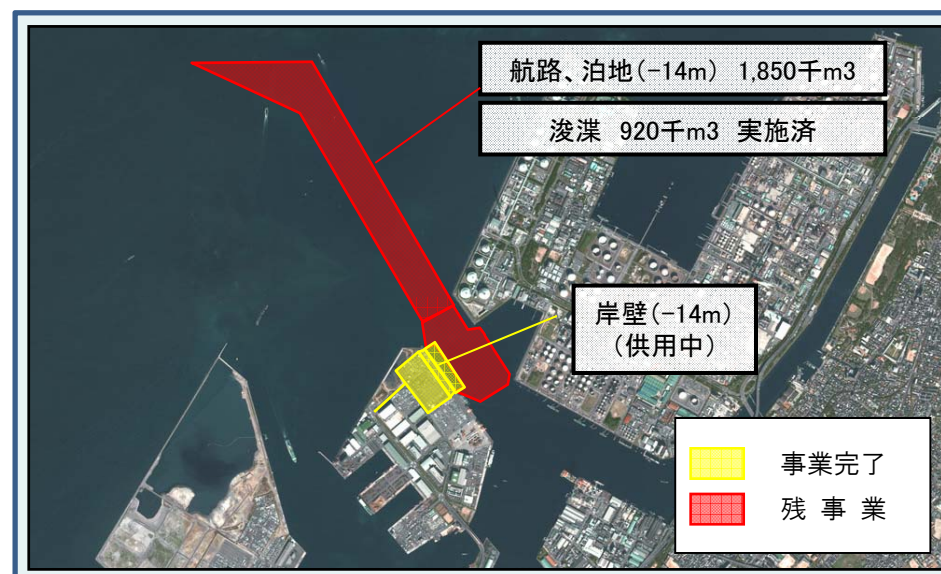 航路、泊地(-14m) 1,850千m3
浚渫 920千m3 実施済
岸壁(-14m)
(供用中)
事業完了
残 事 業